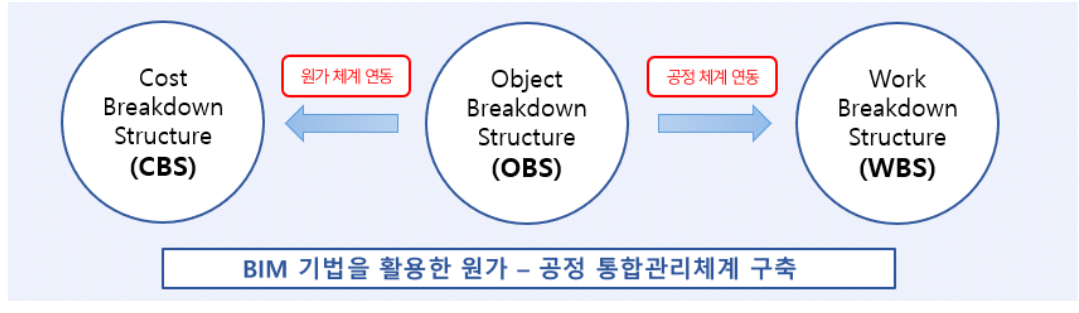 Cost
Breakdown
Structure
(CBS)
원가 체계 연동
Object
Breakdown
Structure
(OBS)
공정 체계 연동
Work
Breakdown
Structure
(WBS)
BIM 기법을 활용한 원가 – 공정 통합관리체계 구축